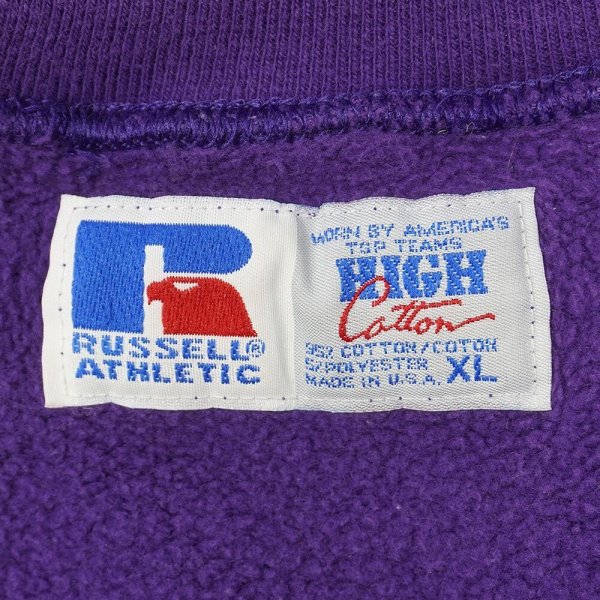 R
RUSSELL®
ATHLETIC
WORN BY AMERICA'S
TOP TEAMS
HIGH
Cotton
95% COTTON/COTON
5% POLYESTER
MADE IN U.S.A. XL